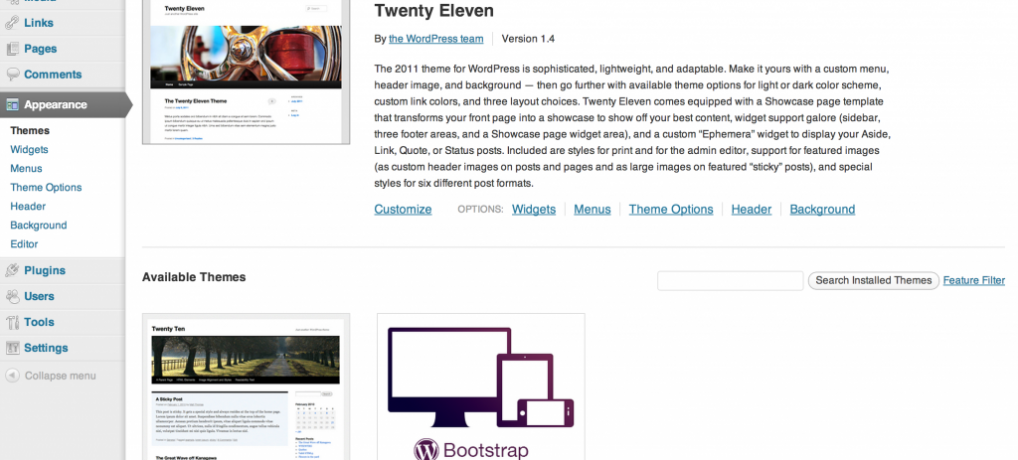 Media
Links
Pages
Comments
Appearance
Themes
Widgets
Menus
Theme Options
Header
Background
Editor
Plugins
Users
Tools
Settings
Collapse menu
Twenty Eleven
The Twenty Eleven Theme
Twenty Eleven
By the WordPress team
Version 1.4
The 2011 theme for WordPress is sophisticated, lightweight, and adaptable. Make it yours with a custom menu,
header image, and background — then go further with available theme options for light or dark color scheme,
custom link colors, and three layout choices. Twenty Eleven comes equipped with a Showcase page template
that transforms your front page into a showcase to show off your best content, widget support galore (sidebar,
three footer areas, and a Showcase page widget area), and a custom “Ephemera” widget to display your Aside,
Link, Quote, or Status posts. Included are styles for print and for the admin editor, support for featured images
(as custom header images on posts and pages and as large images on featured “sticky” posts), and special
styles for six different post formats.
Customize OPTIONS: Widgets Menus Theme Options Header Background
Available Themes
Search Installed Themes Feature Filter
Twenty Ten
A Sticky Post
The Great Wave off Kanagawa
Bootstrap